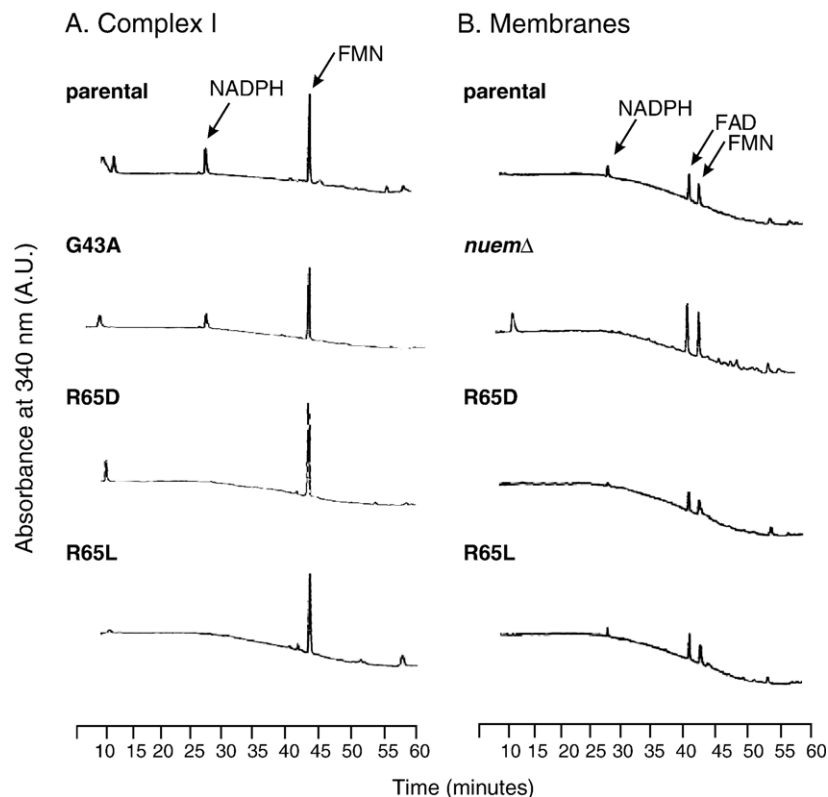 A. Complex I
parental
NADPH
FMN
G43A
R65D
R65L
10 15 20 25 30 35 40 45 50 55 60
B. Membranes
parental
NADPH
FAD
FMN
nuemΔ
R65D
R65L
10 15 20 25 30 35 40 45 50 55 60
Absorbance at 340 nm (A.U.)
Time (minutes)